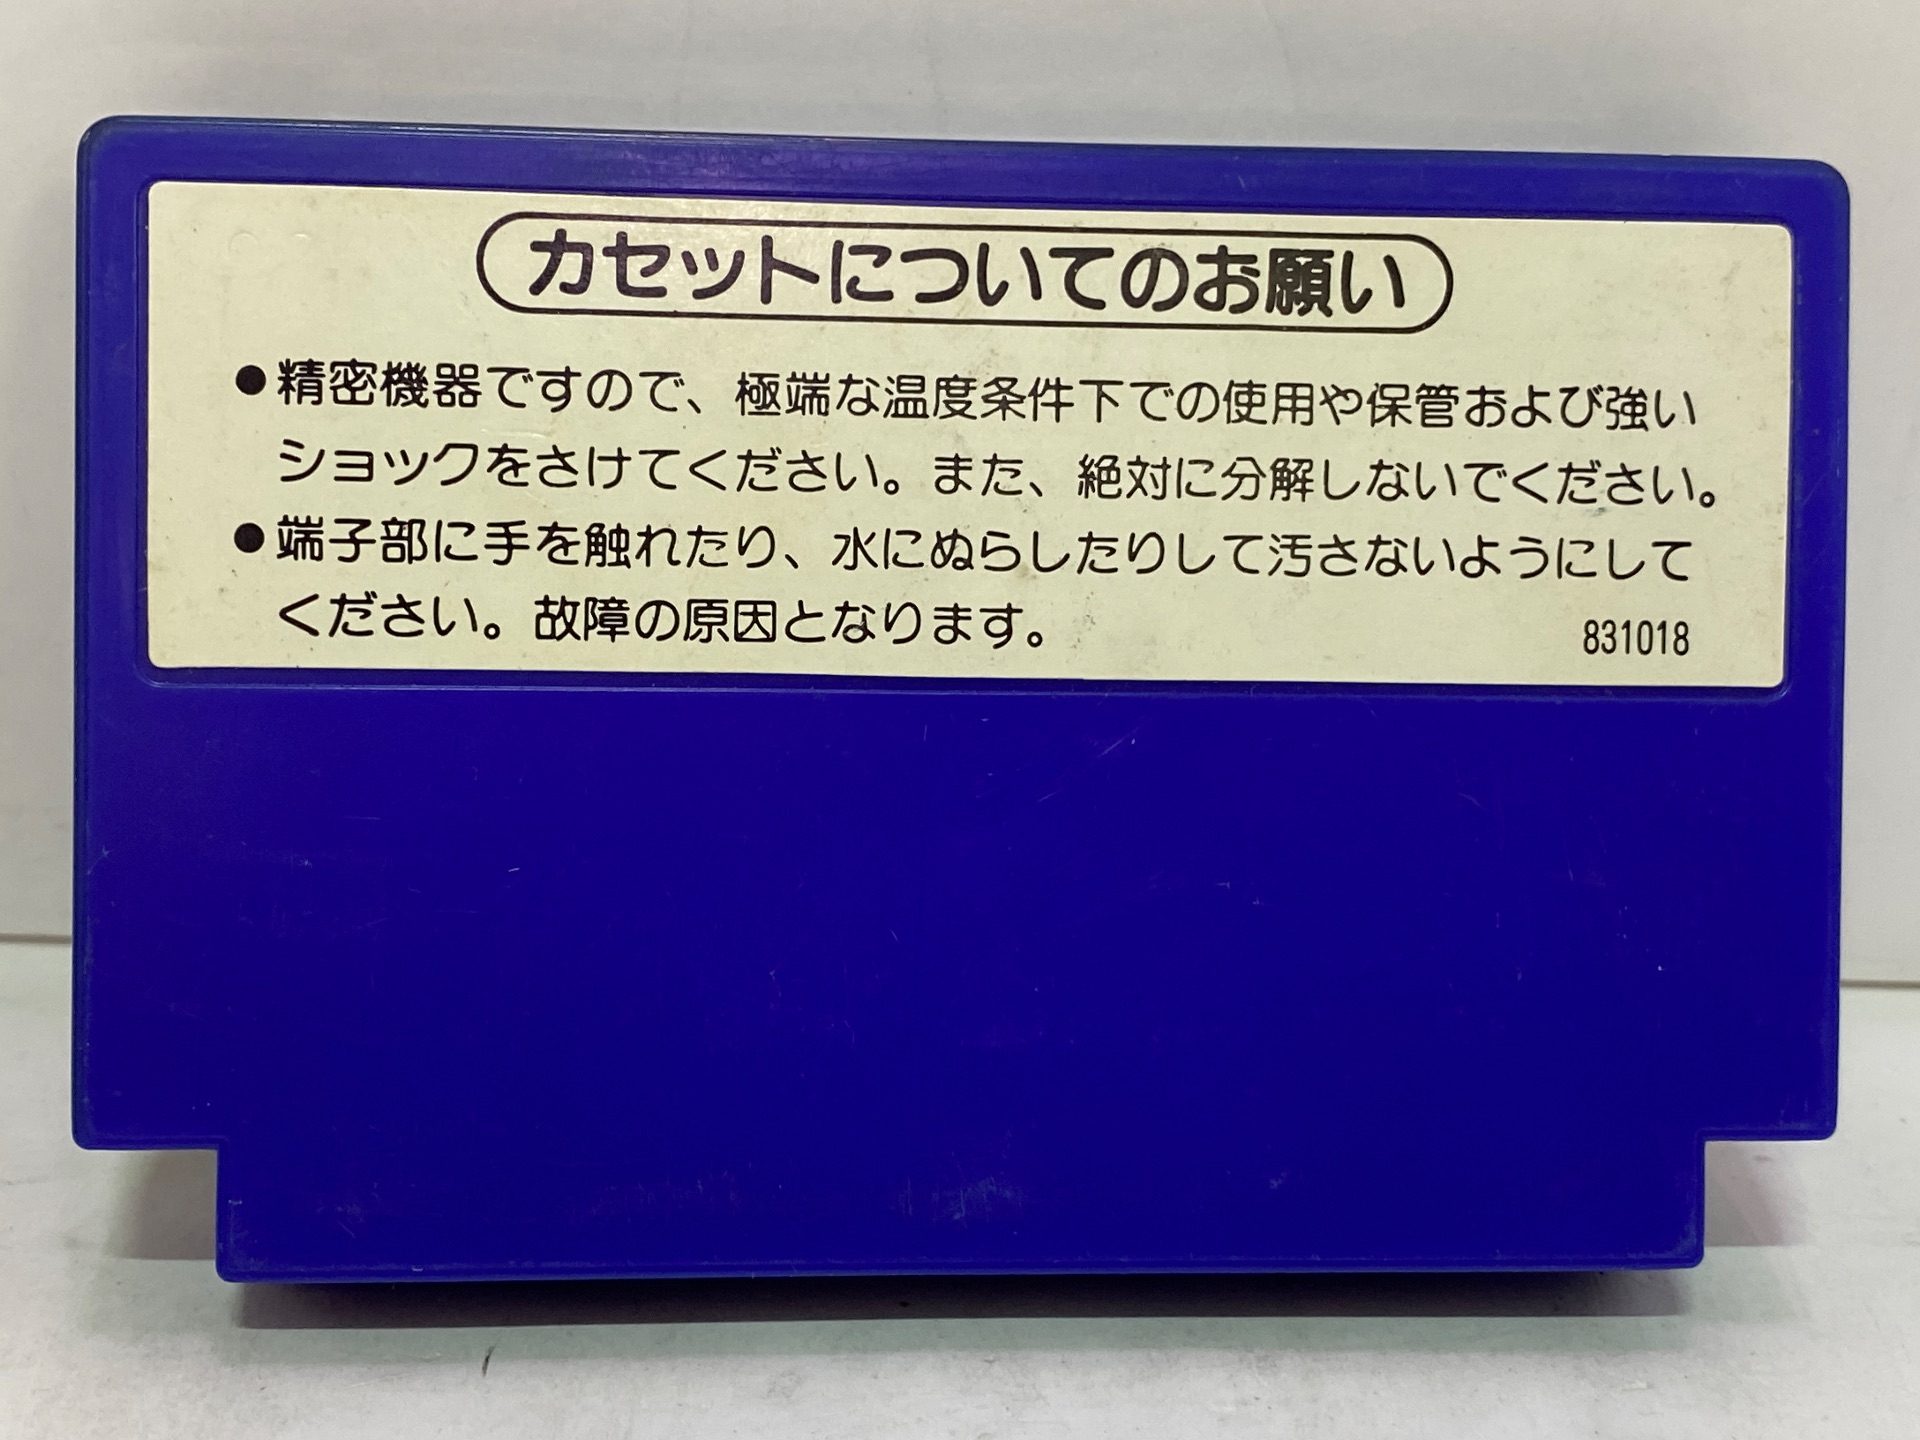 カセットについてのお願い
●精密機器ですので、極端な温度条件下での使用や保管および強い
ショックをさけてください。また、絶対に分解しないでください。
●端子部に手を触れたり、水にぬらしたりして汚さないようにして
ください。故障の原因となります。
831018